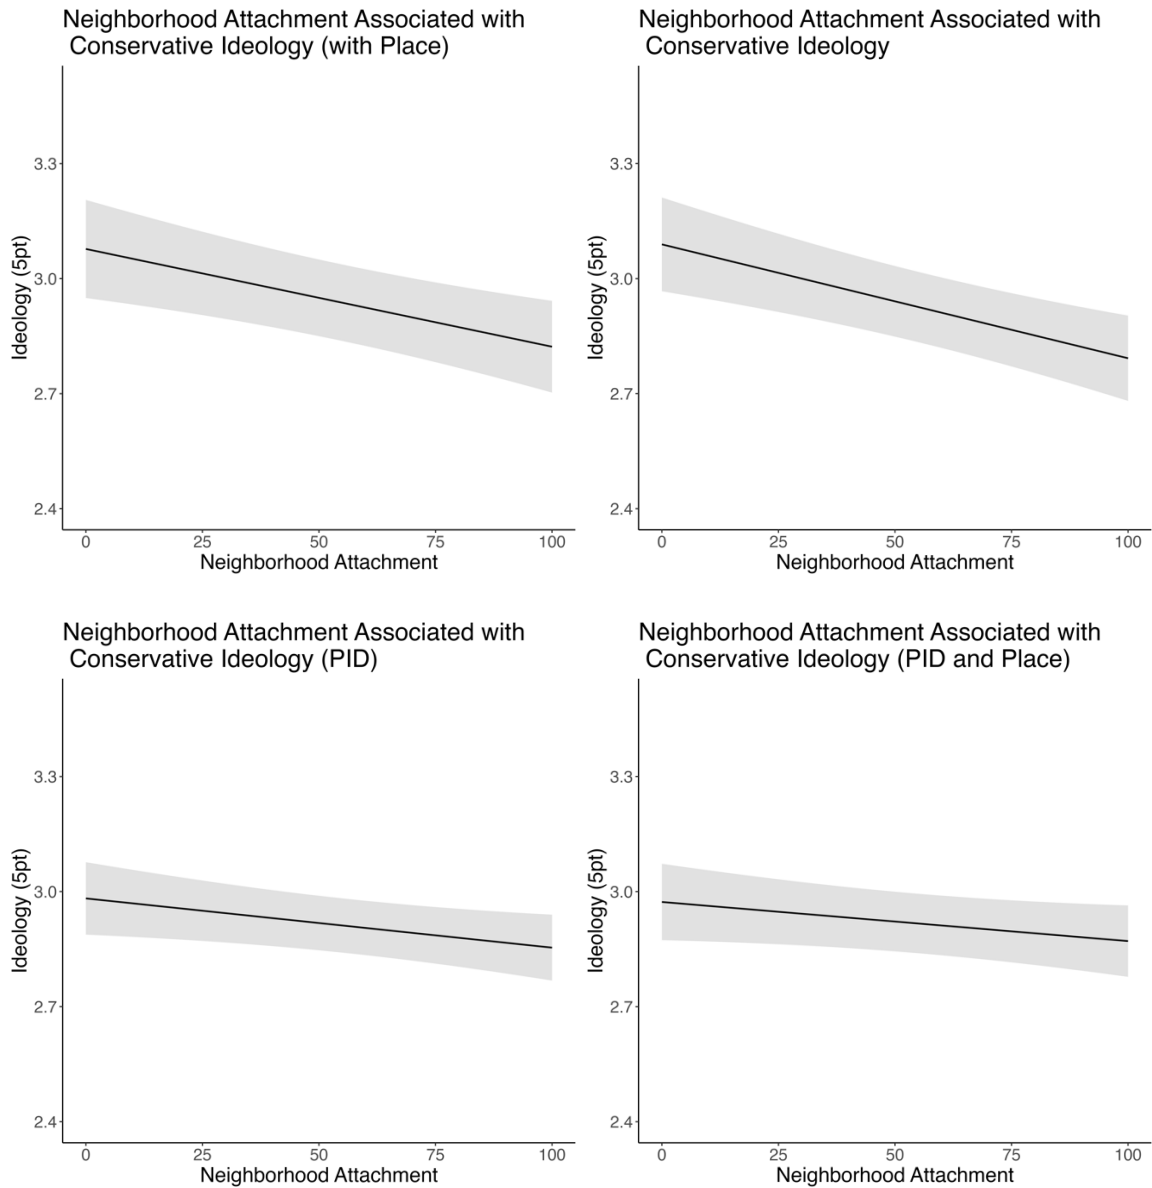 Neighborhood Attachment Associated with
Conservative Ideology (with Place)
3.3
3.0
2.7
2.4
Ideology (5pt)
0 25 50 75 100
Neighborhood Attachment
Neighborhood Attachment Associated with
Conservative Ideology
3.3
3.0
2.7
2.4
Ideology (5pt)
0 25 50 75 100
Neighborhood Attachment
Neighborhood Attachment Associated with
Conservative Ideology (PID)
3.3
3.0
2.7
2.4
Ideology (5pt)
0 25 50 75 100
Neighborhood Attachment
Neighborhood Attachment Associated with
Conservative Ideology (PID and Place)
3.3
3.0
2.7
2.4
Ideology (5pt)
0 25 50 75 100
Neighborhood Attachment